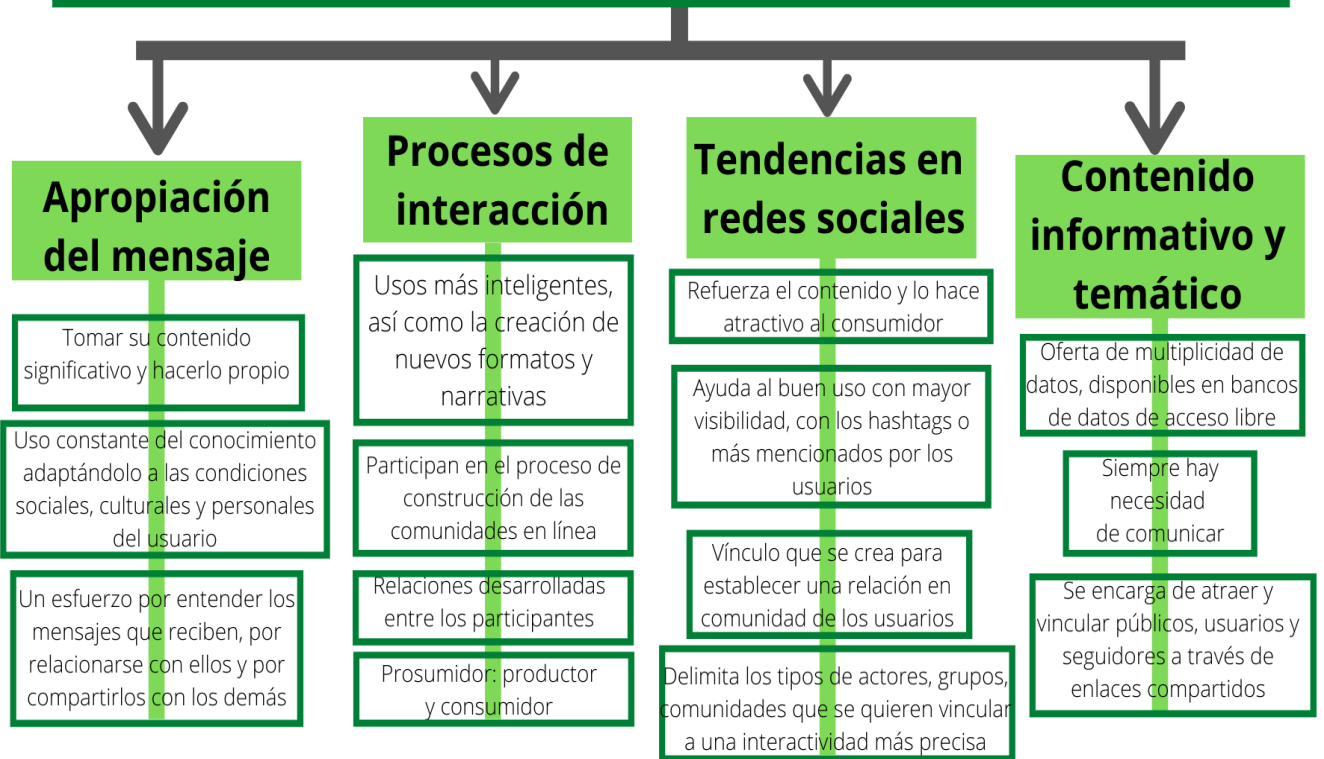 Apropiación
del mensaje
Tomar su contenido
significativo y hacerlo propio
Uso constante del conocimiento
adaptándolo a las condiciones
sociales, culturales y personales
del usuario
Un esfuerzo por entender los
mensajes que reciben, por
relacionarse con ellos y por
compartirlos con los demás
Procesos de
interacción
Usos más inteligentes,
así como la creación de
nuevos formatos y
narrativas
Participan en el proceso de
construcción de las
comunidades en línea
Relaciones desarrolladas
entre los participantes
Prosumidor: productor
y consumidor
Tendencias en
redes sociales
Refuerza el contenido y lo hace
atractivo al consumidor
Ayuda al buen uso con mayor
visibilidad, con los hashtags o
más mencionados por los
usuarios
Vínculo que se crea para
establecer una relación en
comunidad de los usuarios
Delimita los tipos de actores, grupos,
comunidades que se quieren vincular
a una interactividad más precisa
Contenido
informativo y
temático
Oferta de multiplicidad de
datos, disponibles en bancos
de datos de acceso libre
Siempre hay
necesidad
de comunicar
Se encarga de atraer y
vincular públicos, usuarios y
seguidores a través de
enlaces compartidos